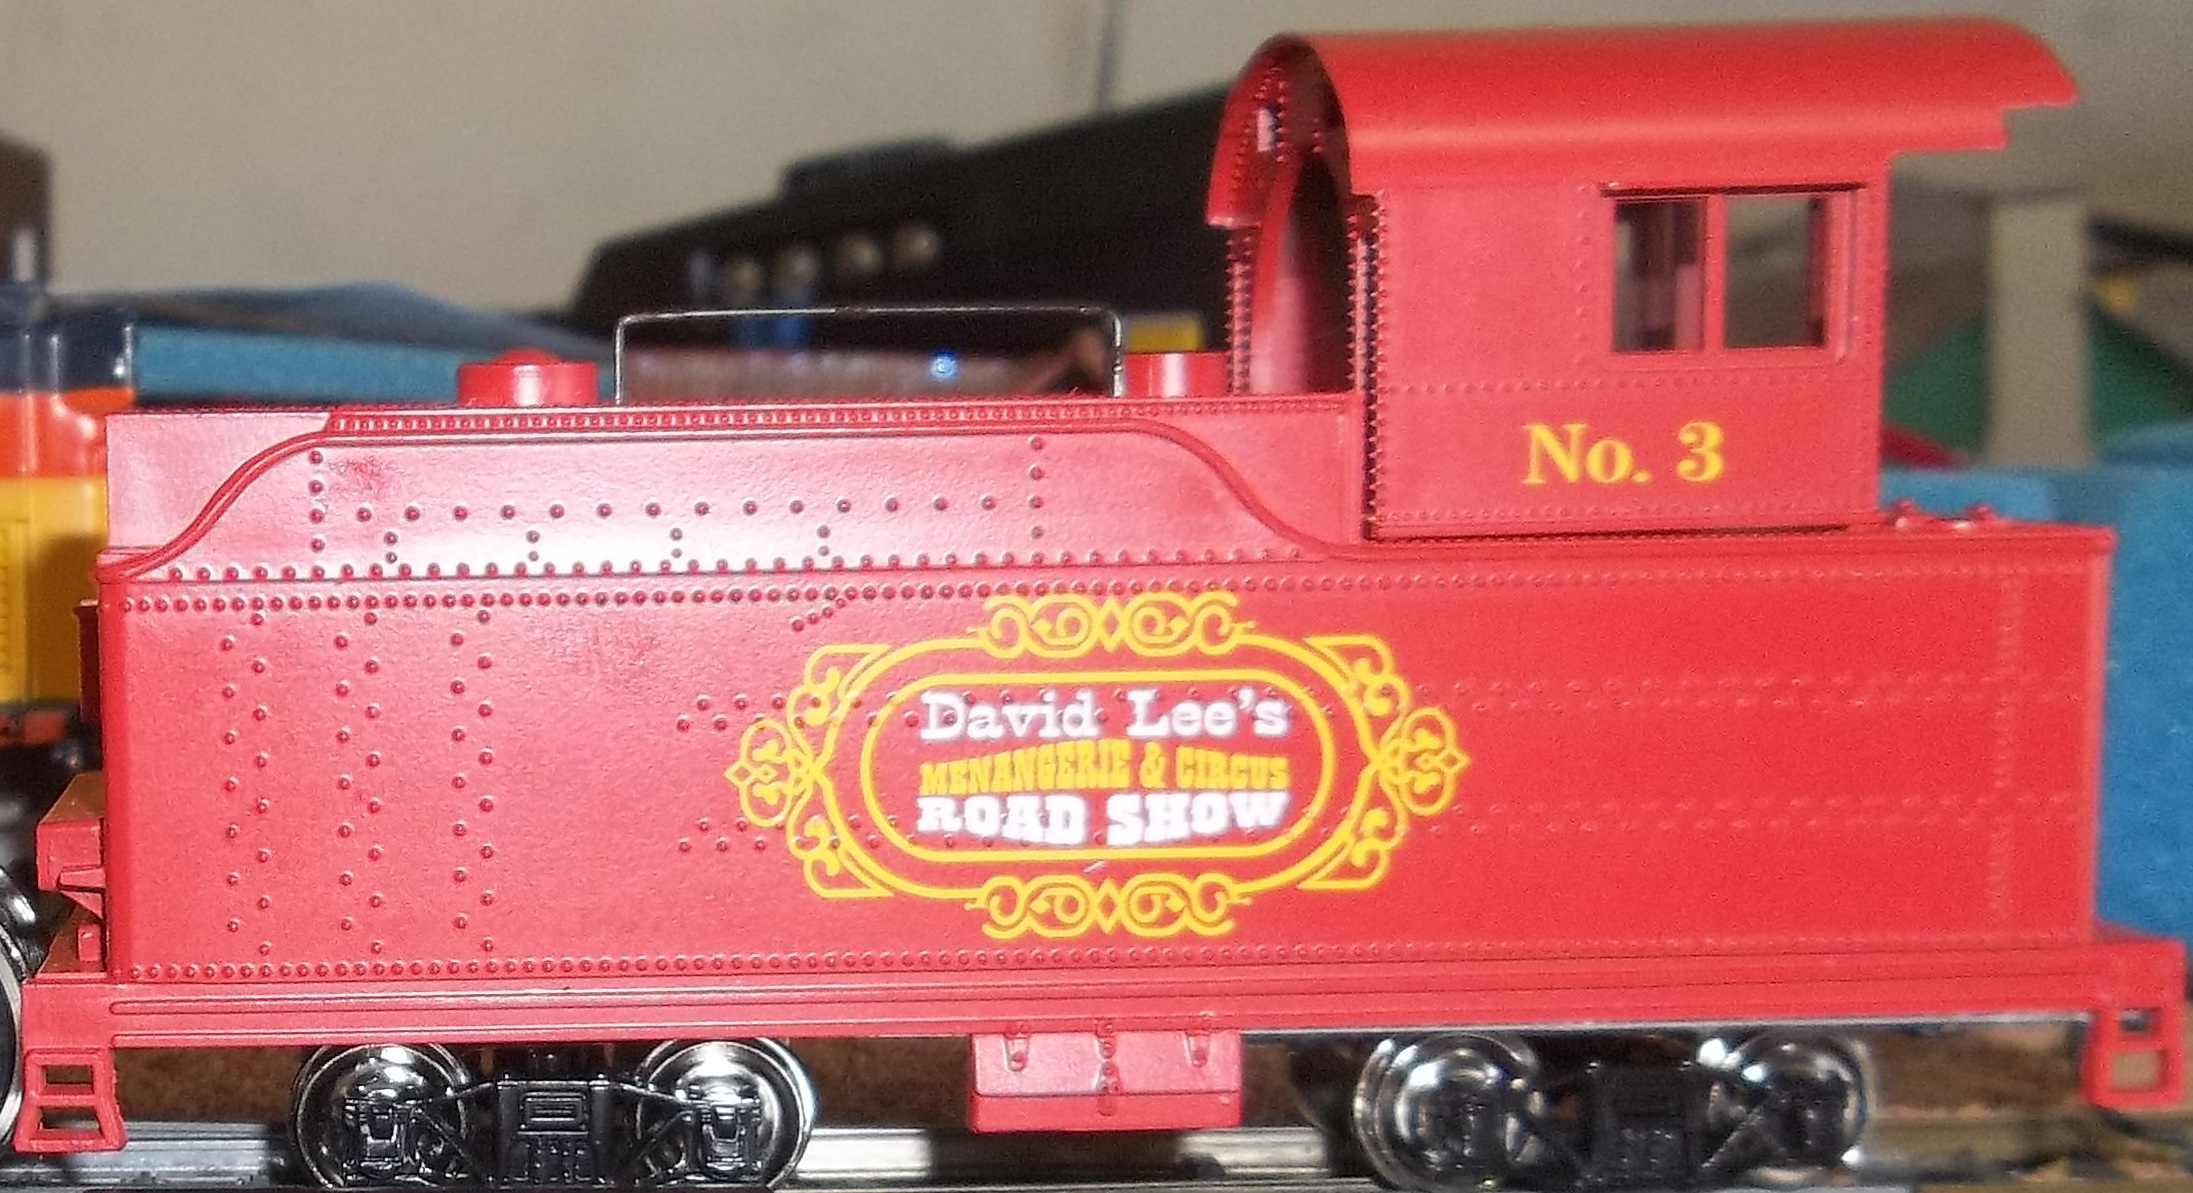 No. 3
David Lee's
MENANGERIE & CIRCUS
ROAD SHOW